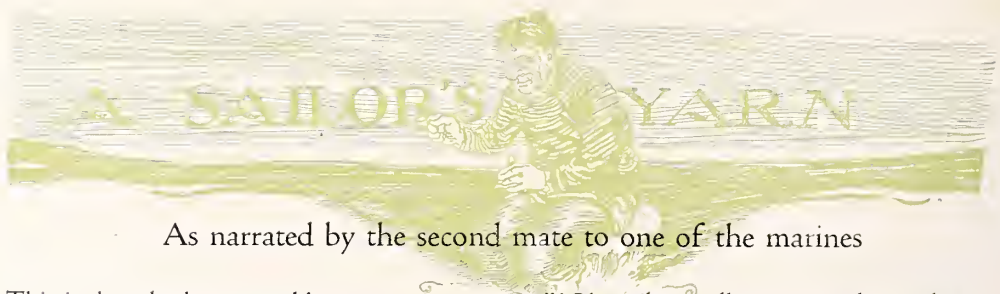 A SAILOR'S YARN
As narrated by the second mate to one of the marines